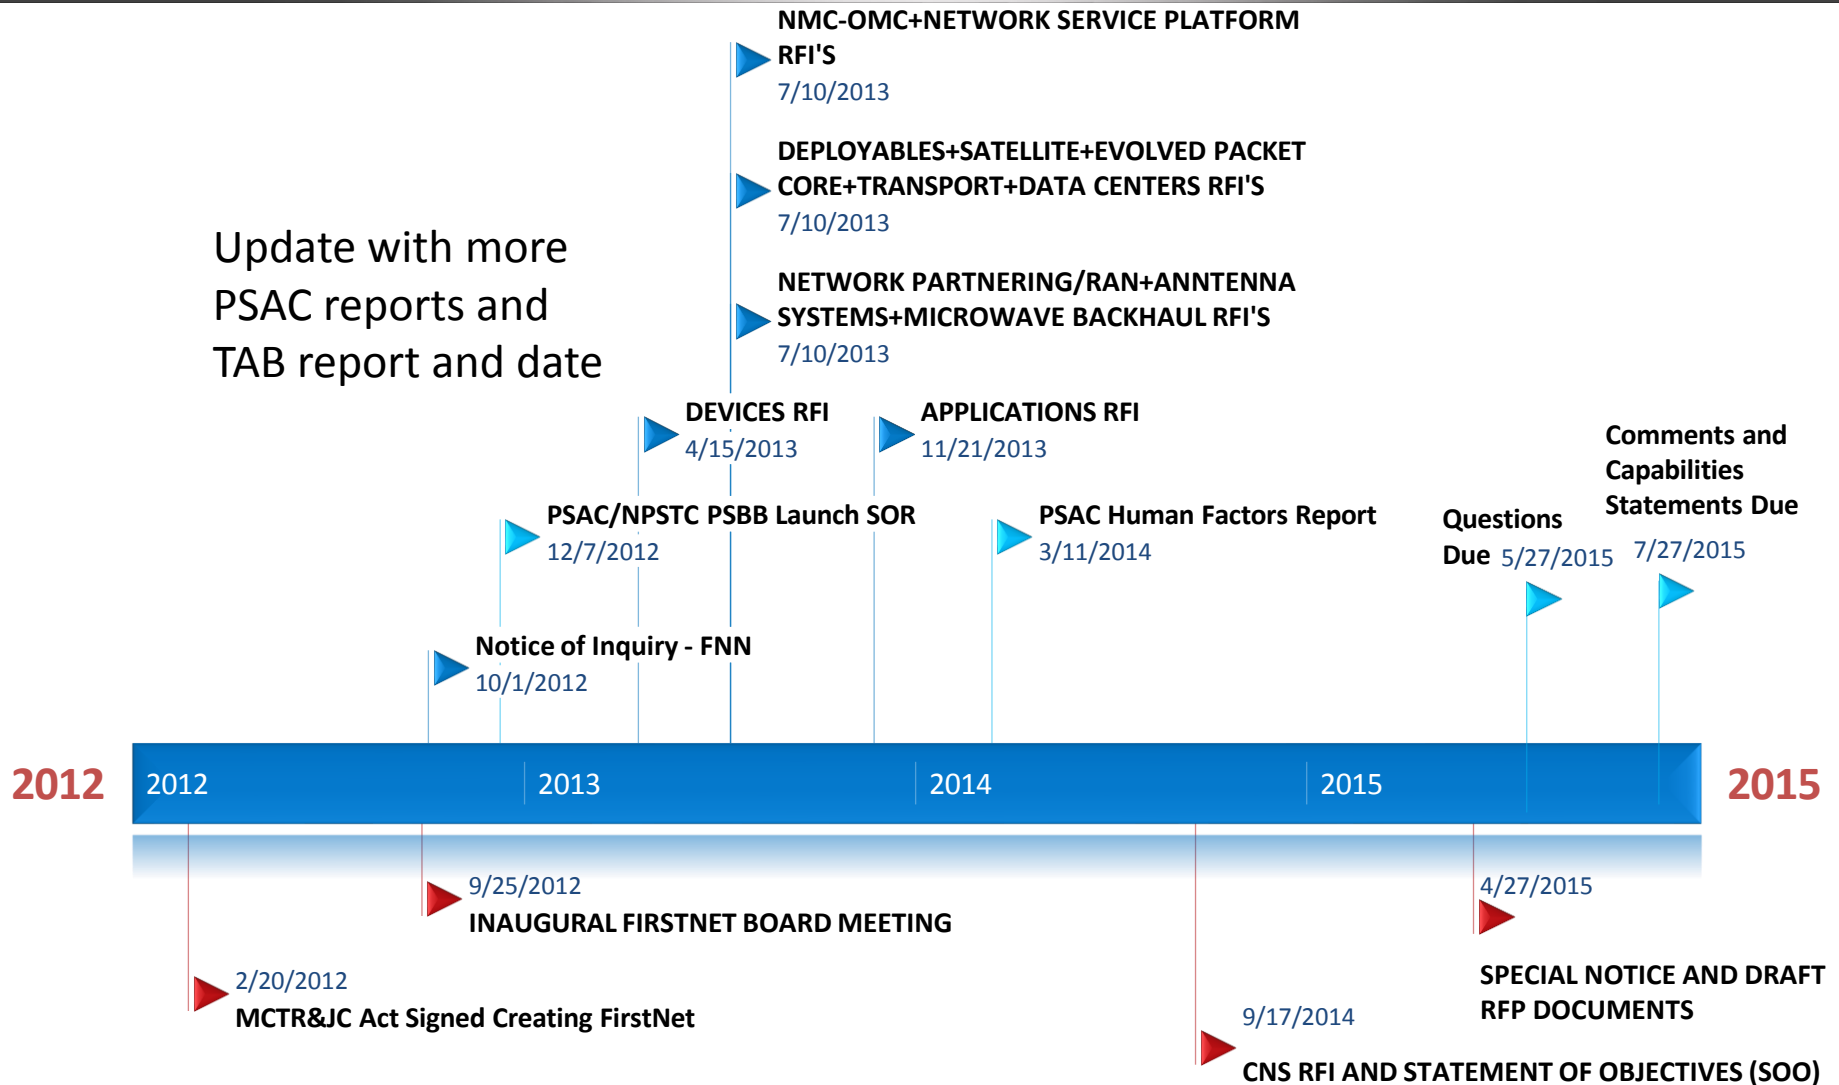 NMC-OMC+NETWORK SERVICE PLATFORM
RFI'S
7/10/2013
DEPLOYABLES+SATELLITE+EVOLVED PACKET
CORE+TRANSPORT+DATA CENTERS RFI'S
7/10/2013
Update with more
PSAC reports and
TAB report and date
NETWORK PARTNERING/RAN+ANNTENNA
SYSTEMS+MICROWAVE BACKHAUL RFI'S
7/10/2013
DEVICES RFI
4/15/2013
APPLICATIONS RFI
11/21/2013
Comments and
Capabilities
Statements Due
7/27/2015
PSAC/NPSTC PSBB Launch SOR
12/7/2012
PSAC Human Factors Report
3/11/2014
Questions
Due 5/27/2015
Notice of Inquiry - FNN
10/1/2012
2012
2012
2013
2014
2015
2015
9/25/2012
INAUGURAL FIRSTNET BOARD MEETING
4/27/2015
SPECIAL NOTICE AND DRAFT
RFP DOCUMENTS
2/20/2012
MCTR&JC Act Signed Creating FirstNet
9/17/2014
CNS RFI AND STATEMENT OF OBJECTIVES (SOO)